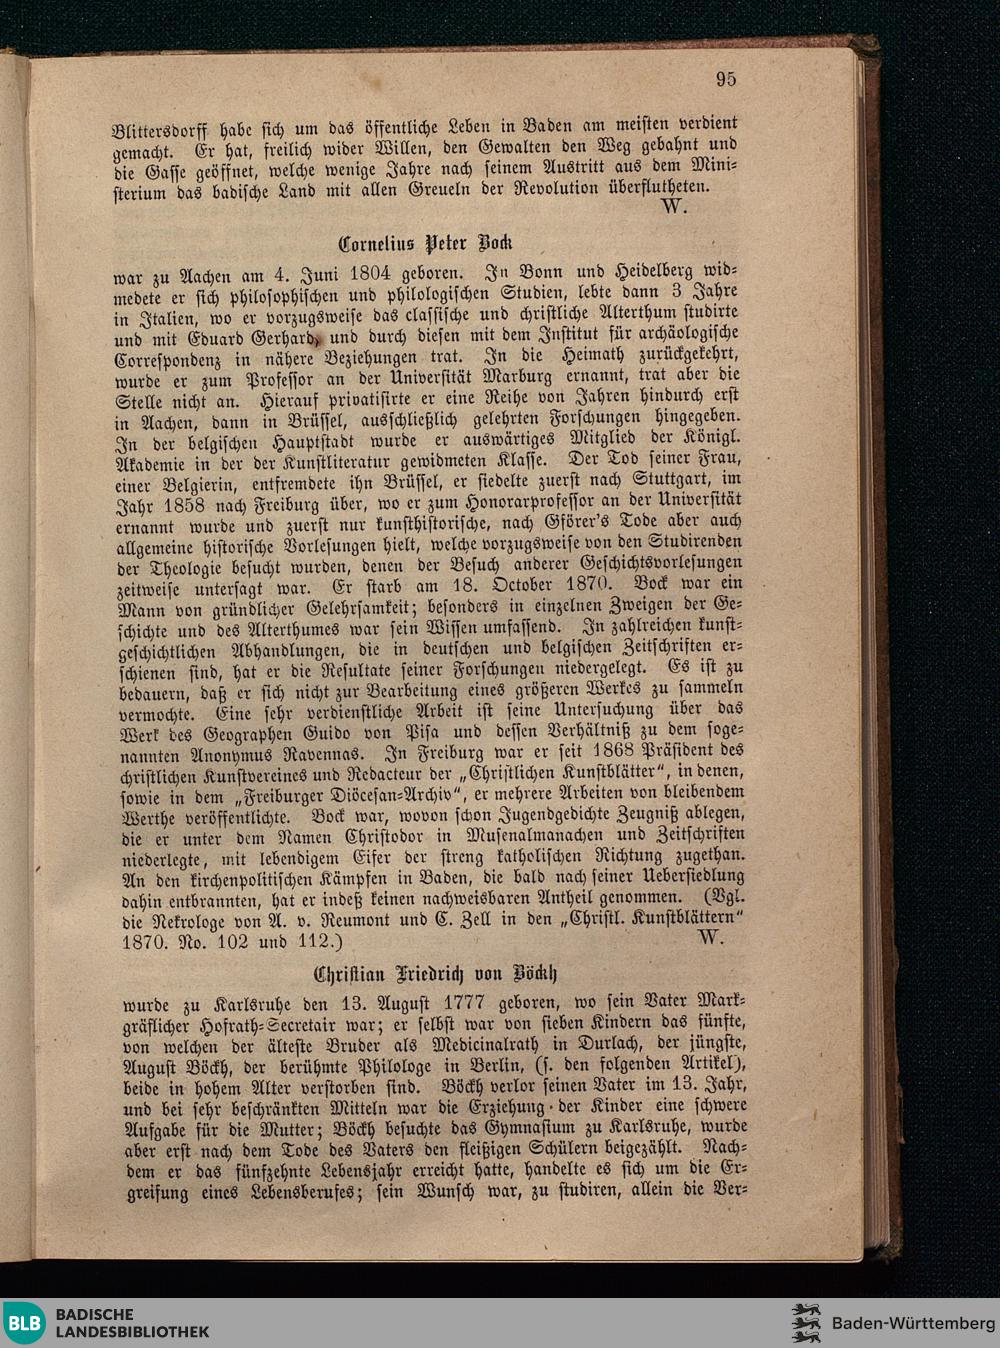 95
Blittersdorff habe sich um das öffentliche Leben in Baden am meisten verdient
gemacht. Er hat, freilich wider Willen, den Gewalten den Weg gebahnt und
die Gasse geöffnet, welche wenige Jahre nach seinem Austritt aus dem Mini-
sterium das badische Land mit allen Greueln der Revolution überflutheten.
W.
Cornelius Peter Bock
war zu Aachen am 4. Juni 1804 geboren. In Bonn und Heidelberg wid-
medete er sich philosophischen und philologischen Studien, lebte dann 3 Jahre
in Italien, wo er vorzugsweise das classische und christliche Alterthum studirte
und mit Eduard Gerhard, und durch diesen mit dem Institut für archäologische
Correspondenz in nähere Beziehungen trat. In die Heimath zurückgekehrt,
wurde er zum Professor an der Universität Marburg ernannt, trat aber die
Stelle nicht an. Hierauf privatisirte er eine Reihe von Jahren hindurch erst
in Aachen, dann in Brüssel, ausschließlich gelehrten Forschungen hingegeben.
In der belgischen Hauptstadt wurde er auswärtiges Mitglied der Königl.
Akademie in der der Kunstliteratur gewidmeten Klasse. Der Tod seiner Frau,
einer Belgierin, entfremdete ihn Brüssel, er siedelte zuerst nach Stuttgart, im
Jahr 1858 nach Freiburg über, wo er zum Honorarprofessor an der Universität
ernannt wurde und zuerst nur kunsthistorische, nach Gförer's Tode aber auch
allgemeine historische Vorlesungen hielt, welche vorzugsweise von den Studirenden
der Theologie besucht wurden, denen der Besuch anderer Geschichtsvorlesungen
zeitweise untersagt war. Er starb am 18. October 1870. Bock war ein
Mann von gründlicher Gelehrsamkeit; besonders in einzelnen Zweigen der Ge-
schichte und des Alterthumes war sein Wissen umfassend. In zahlreichen kunst-
geschichtlichen Abhandlungen, die in deutschen und belgischen Zeitschriften er-
schienen sind, hat er die Resultate seiner Forschungen niedergelegt. Es ist zu
bedauern, daß er sich nicht zur Bearbeitung eines größeren Werkes zu sammeln
vermochte. Eine sehr verdienstliche Arbeit ist seine Untersuchung über das
Werk des Geographen Guido von Pisa und dessen Verhältniß zu dem soge-
nannten Anonymus Ravennas. In Freiburg war er seit 1868 Präsident des
christlichen Kunstvereines und Redacteur der „Christlichen Kunstblätter“, in denen,
sowie in dem „Freiburger Diöcesan-Archiv“, er mehrere Arbeiten von bleibendem
Werthe veröffentlichte. Bock war, wovon schon Jugendgedichte Zeugniß ablegen,
die er unter dem Namen Christodor in Musenalmanachen und Zeitschriften
niederlegte, mit lebendigem Eifer der streng katholischen Richtung zugethan.
An den kirchenpolitischen Kämpfen in Baden, die bald nach seiner Uebersiedlung
dahin entbrannten, hat er indeß keinen nachweisbaren Antheil genommen. (Vgl.
die Nekrologe von A. v. Reumont und C. Zell in den „Christl. Kunstblättern“
1870. No. 102 und 112.) W.
Christian Friedrich von Böckh
wurde zu Karlsruhe den 13. August 1777 geboren, wo sein Vater Mark-
gräflicher Hofrath-Secretair war; er selbst war von sieben Kindern das fünfte,
von welchen der älteste Bruder als Medicinalrath in Durlach, der jüngste,
August Böckh, der berühmte Philologe in Berlin, (s. den folgenden Artikel),
beide in hohem Alter verstorben sind. Böckh verlor seinen Vater im 13. Jahr,
und bei sehr beschränkten Mitteln war die Erziehung der Kinder eine schwere
Aufgabe für die Mutter; Böckh besuchte das Gymnasium zu Karlsruhe, wurde
aber erst nach dem Tode des Vaters den fleißigen Schülern beigezählt. Nach-
dem er das fünfzehnte Lebensjahr erreicht hatte, handelte es sich um die Er-
greifung eines Lebensberufes; sein Wunsch war, zu studiren, allein die Ver-
BLB BADISCHE
LANDESBIBLIOTHEK
Baden-Württemberg